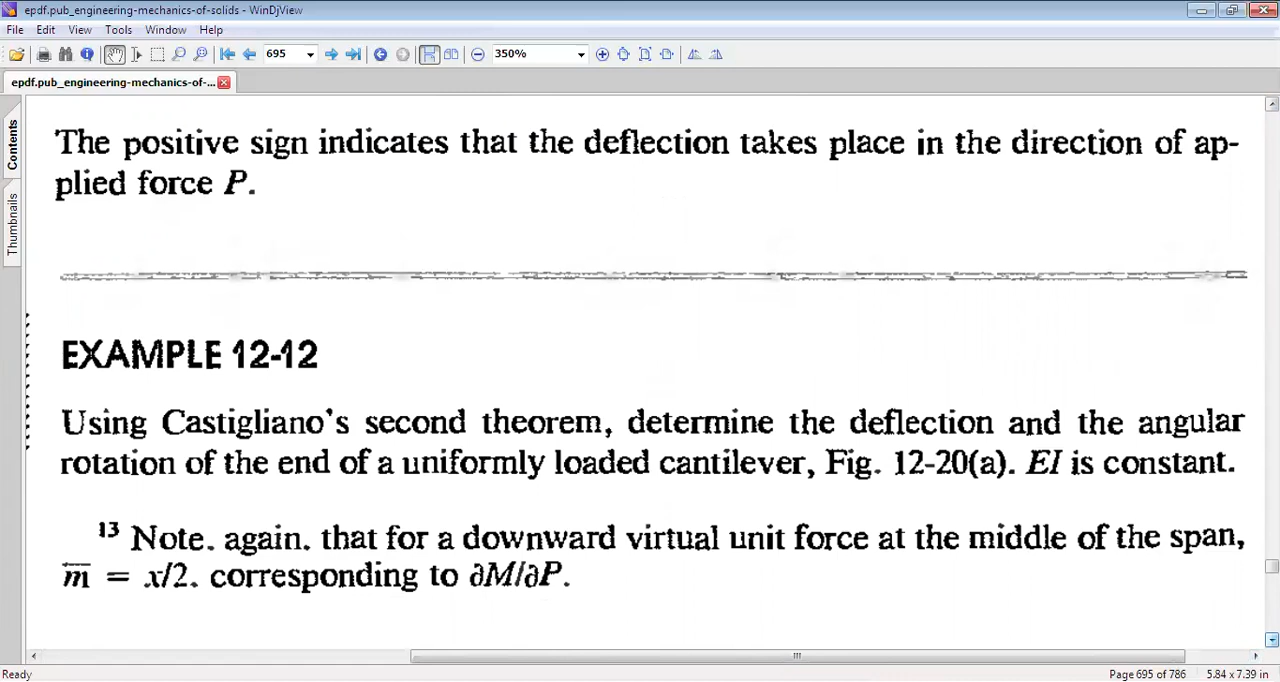 epdf.pub_engineering-mechanics-of-solids - WinDjView
File Edit View Tools Window Help
695 350%
epdf.pub_engineering-mechanics-of-...
Contents
Thumbnails
The positive sign indicates that the deflection takes place in the direction of ap-
plied force P.
EXAMPLE 12-12
Using Castigliano's second theorem, determine the deflection and the angular
rotation of the end of a uniformly loaded cantilever, Fig. 12-20(a). EI is constant.
¹³ Note. again. that for a downward virtual unit force at the middle of the span,
m̅ = x/2. corresponding to ∂M/∂P.
Ready Page 695 of 786 5.84 x 7.39 in